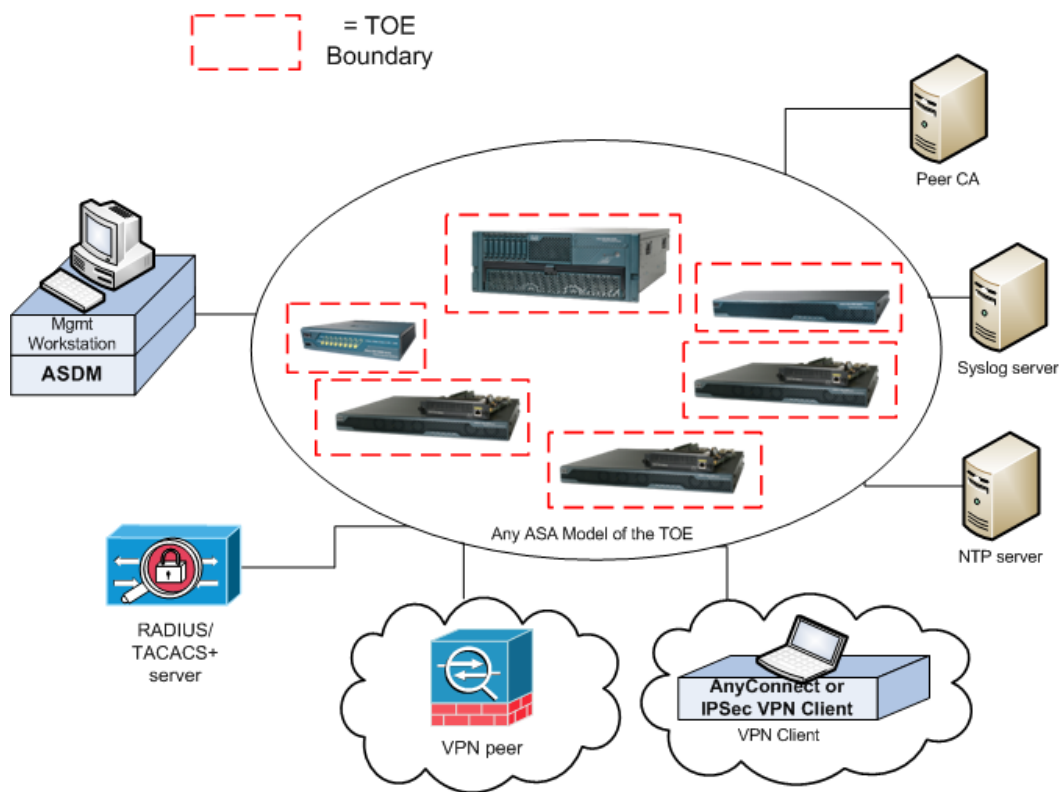 = TOE
Boundary
Peer CA
Mgmt
Workstation
ASDM
Syslog server
Any ASA Model of the TOE
NTP server
RADIUS/
TACACS+
server
VPN peer
AnyConnect or
IPSec VPN Client
VPN Client